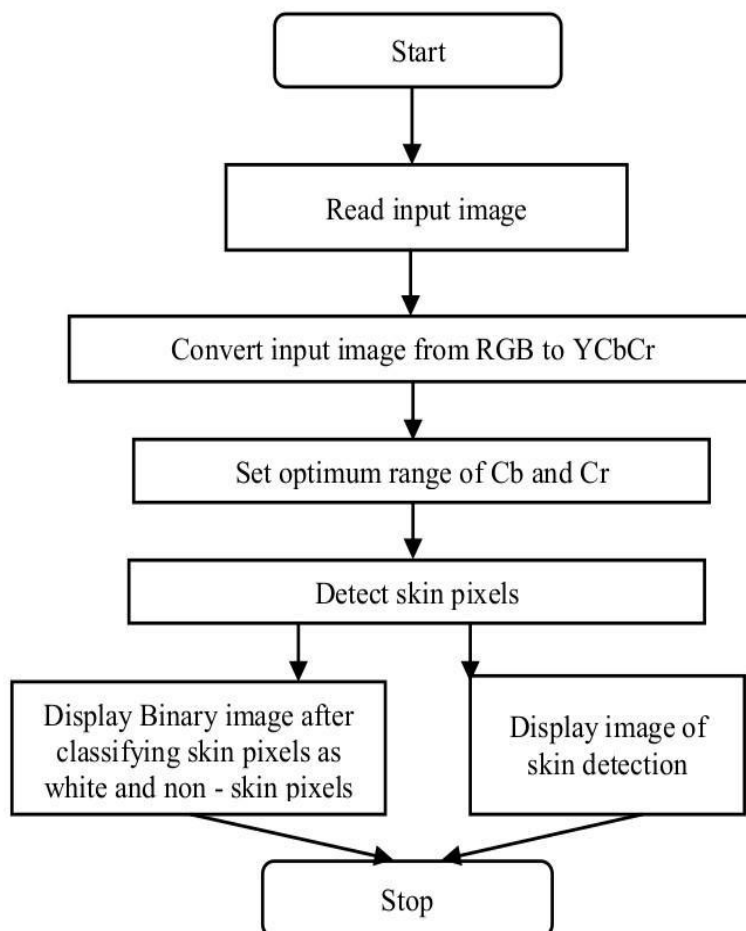 Start
Read input image
Convert input image from RGB to YCbCr
Set optimum range of Cb and Cr
Detect skin pixels
Display Binary image after
classifying skin pixels as
white and non - skin pixels
Display image of
skin detection
Stop